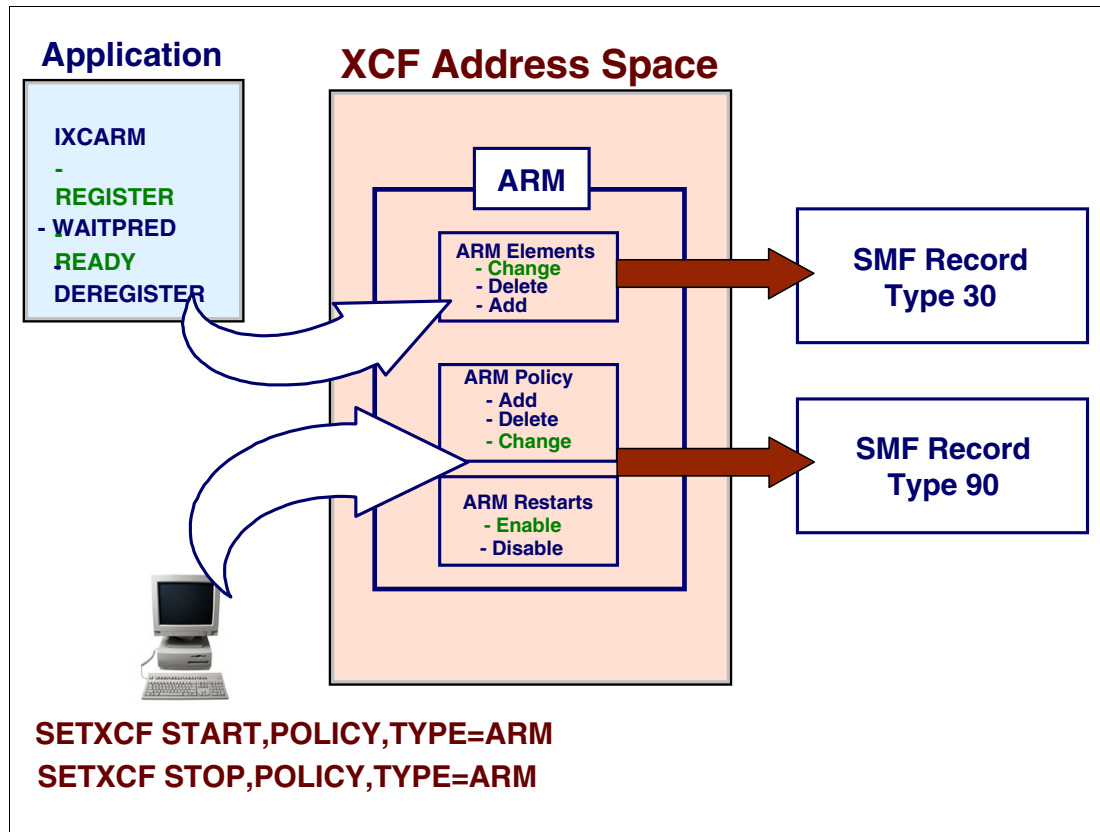 Application
IXCARM
-
REGISTER
- WAITPRED
-
READY
-
DEREGISTER
XCF Address Space
ARM
ARM Elements
- Change
- Delete
- Add
ARM Policy
- Add
- Delete
- Change
ARM Restarts
- Enable
- Disable
SMF Record
Type 30
SMF Record
Type 90
SETXCF START,POLICY,TYPE=ARM
SETXCF STOP,POLICY,TYPE=ARM